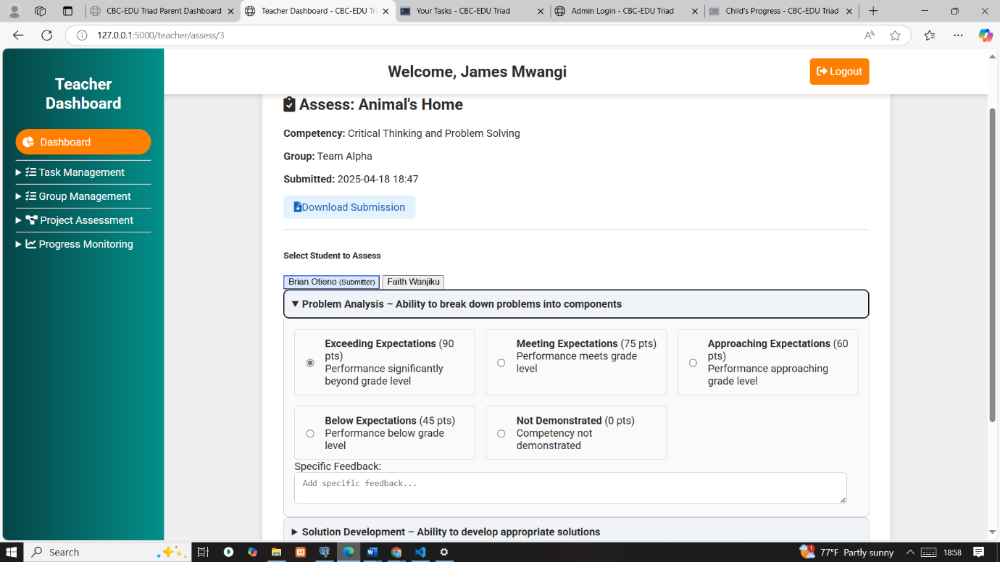 CBC-EDU Triad Parent Dashboard
Teacher Dashboard - CBC-EDU Tri
Your Tasks - CBC-EDU Triad
Admin Login - CBC-EDU Triad
Child's Progress - CBC-EDU Triad
127.0.0.1:5000/teacher/assess/3
Teacher
Dashboard
Dashboard
Task Management
Group Management
Project Assessment
Progress Monitoring
Welcome, James Mwangi
Logout
Assess: Animal's Home
Competency: Critical Thinking and Problem Solving
Group: Team Alpha
Submitted: 2025-04-18 18:47
Download Submission
Select Student to Assess
Brian Otieno (Submitter)
Faith Wanjiku
Problem Analysis – Ability to break down problems into components
Exceeding Expectations (90
pts)
Performance significantly
beyond grade level
Meeting Expectations (75 pts)
Performance meets grade
level
Approaching Expectations (60
pts)
Performance approaching
grade level
Below Expectations (45 pts)
Performance below grade
level
Not Demonstrated (0 pts)
Competency not
demonstrated
Specific Feedback:
Add specific feedback...
Solution Development – Ability to develop appropriate solutions
Search
77°F Partly sunny
18:58